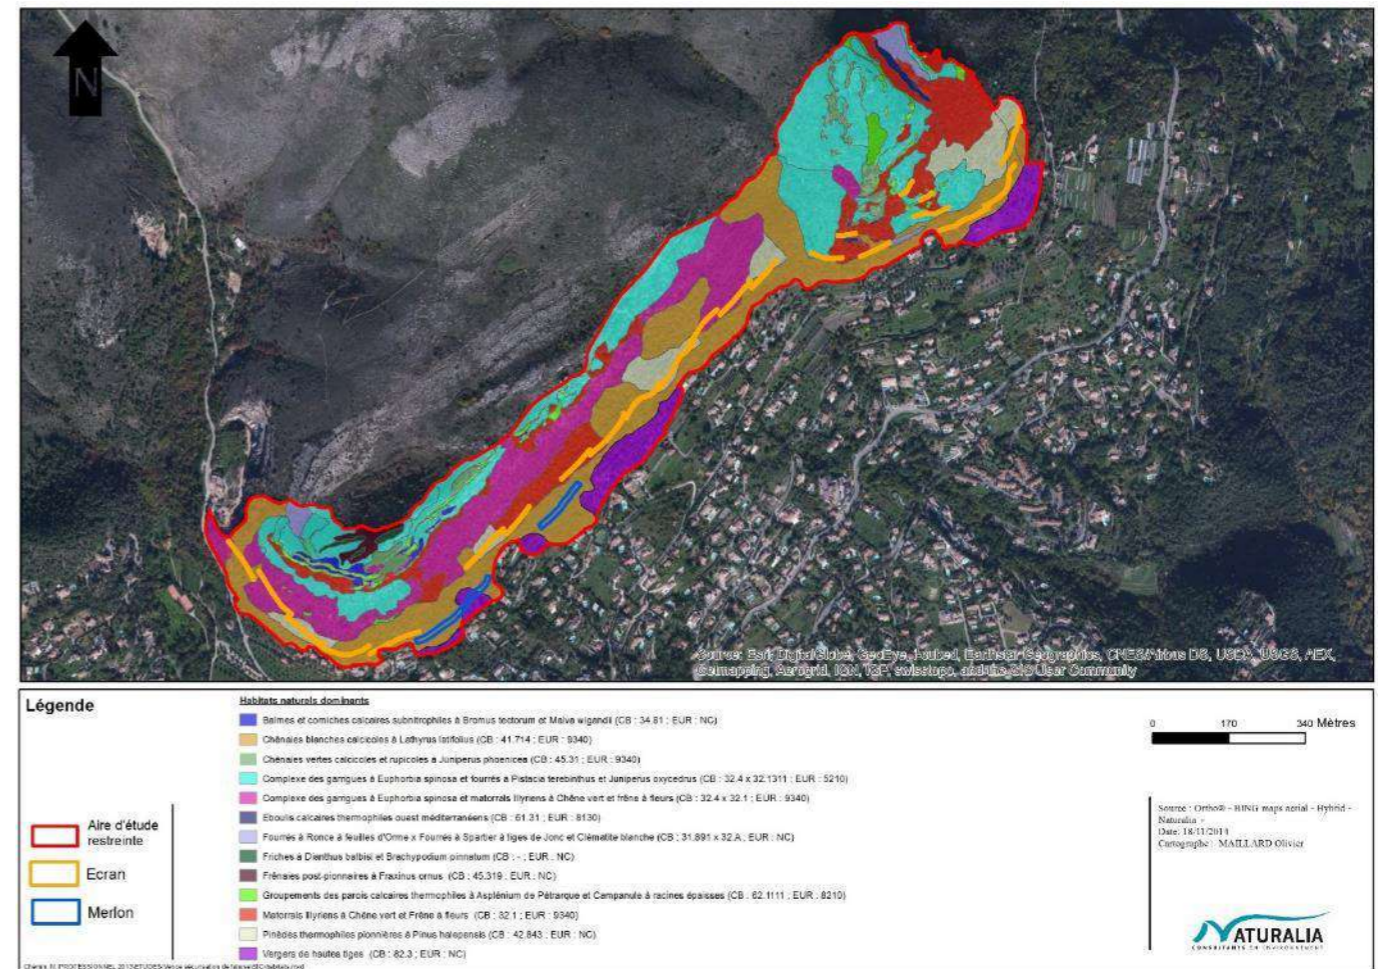 N
Source: Esri, DigitalGlobe, GeoEye, i-cubed, Earthstar Geographics, CNES/Airbus DS, USDA, USGS, AEX,
Getmapping, Aerogrid, IGN, IGP, swisstopo, and the GIS User Community
Légende
Aire d'étude
restreinte
Ecran
Merlon
Habitats naturels dominants
Balmes et corniches calcaires subnitrophiles à Bromus tectorum et Malva wigandii (CB : 34.81 ; EUR : NC)
Chênaies blanches calcicoles à Lathyrus latifolius (CB : 41.714 ; EUR : 9340)
Chênaies vertes calcicoles et rupicoles à Juniperus phoenicea (CB : 45.31 ; EUR : 9340)
Complexe des garrigues à Euphorbia spinosa et fourrés à Pistacia terebinthus et Juniperus oxycedrus (CB : 32.4 x 32.1311 ; EUR : 5210)
Complexe des garrigues à Euphorbia spinosa et matorrals Illyriens à Chêne vert et frêne à fleurs (CB : 32.4 x 32.1 ; EUR : 9340)
Eboulis calcaires thermophiles ouest méditerranéens (CB : 61.31 ; EUR : 8130)
Fourrés à Ronce à feuilles d'Orme x Fourrés à Spartier à tiges de Jonc et Clématite blanche (CB : 31.891 x 32.A ; EUR : NC)
Friches à Dianthus balbisi et Brachypodium pinnatum (CB : - ; EUR : NC)
Frênaies post-pionnières à Fraxinus ornus (CB : 45.319 ; EUR : NC)
Groupements des parois calcaires thermophiles à Asplénium de Pétrarque et Campanule à racines épaisses (CB : 62.1111 ; EUR : 8210)
Matorrals Illyriens à Chêne vert et Frêne à fleurs (CB : 32.1 ; EUR : 9340)
Pinèdes thermophiles pionnières à Pinus halepensis (CB : 42.843 ; EUR : NC)
Vergers de hautes tiges (CB : 82.3 ; EUR : NC)
0 170 340 Mètres
Source : Ortho® - BING maps aerial - Hybrid -
Naturalia -
Date: 18/11/2014
Cartographe : MAILLARD Olivier
NATURALIA
CONSULTANTS EN ENVIRONNEMENT